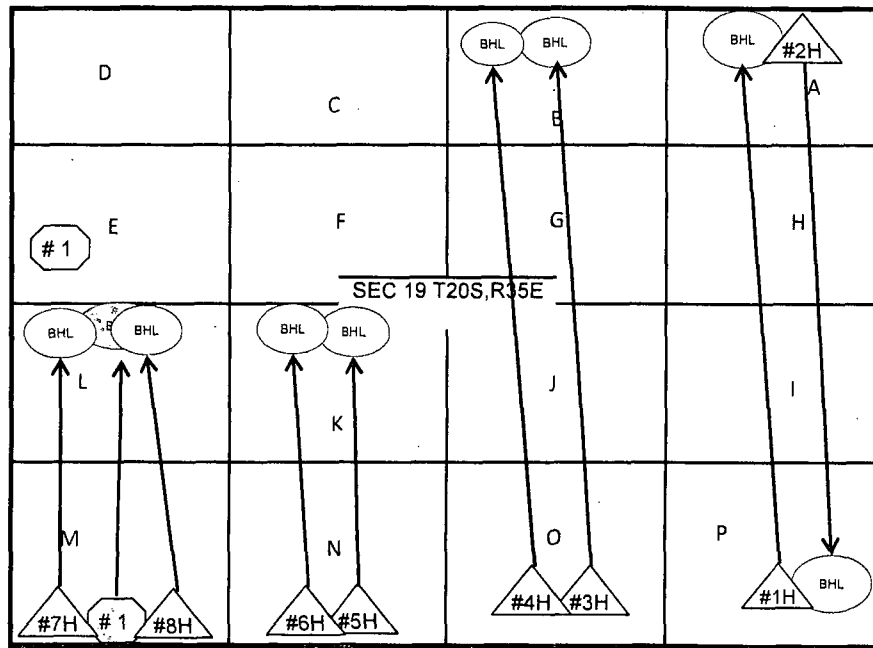 BHL BHL BHL #2H
D C B A
E F G H
# 1
SEC 19 T20S,R35E
BHL B BHL BHL BHL
L K J I
M N O P
#7H # 1 #8H #6H #5H #4H #3H #1H BHL